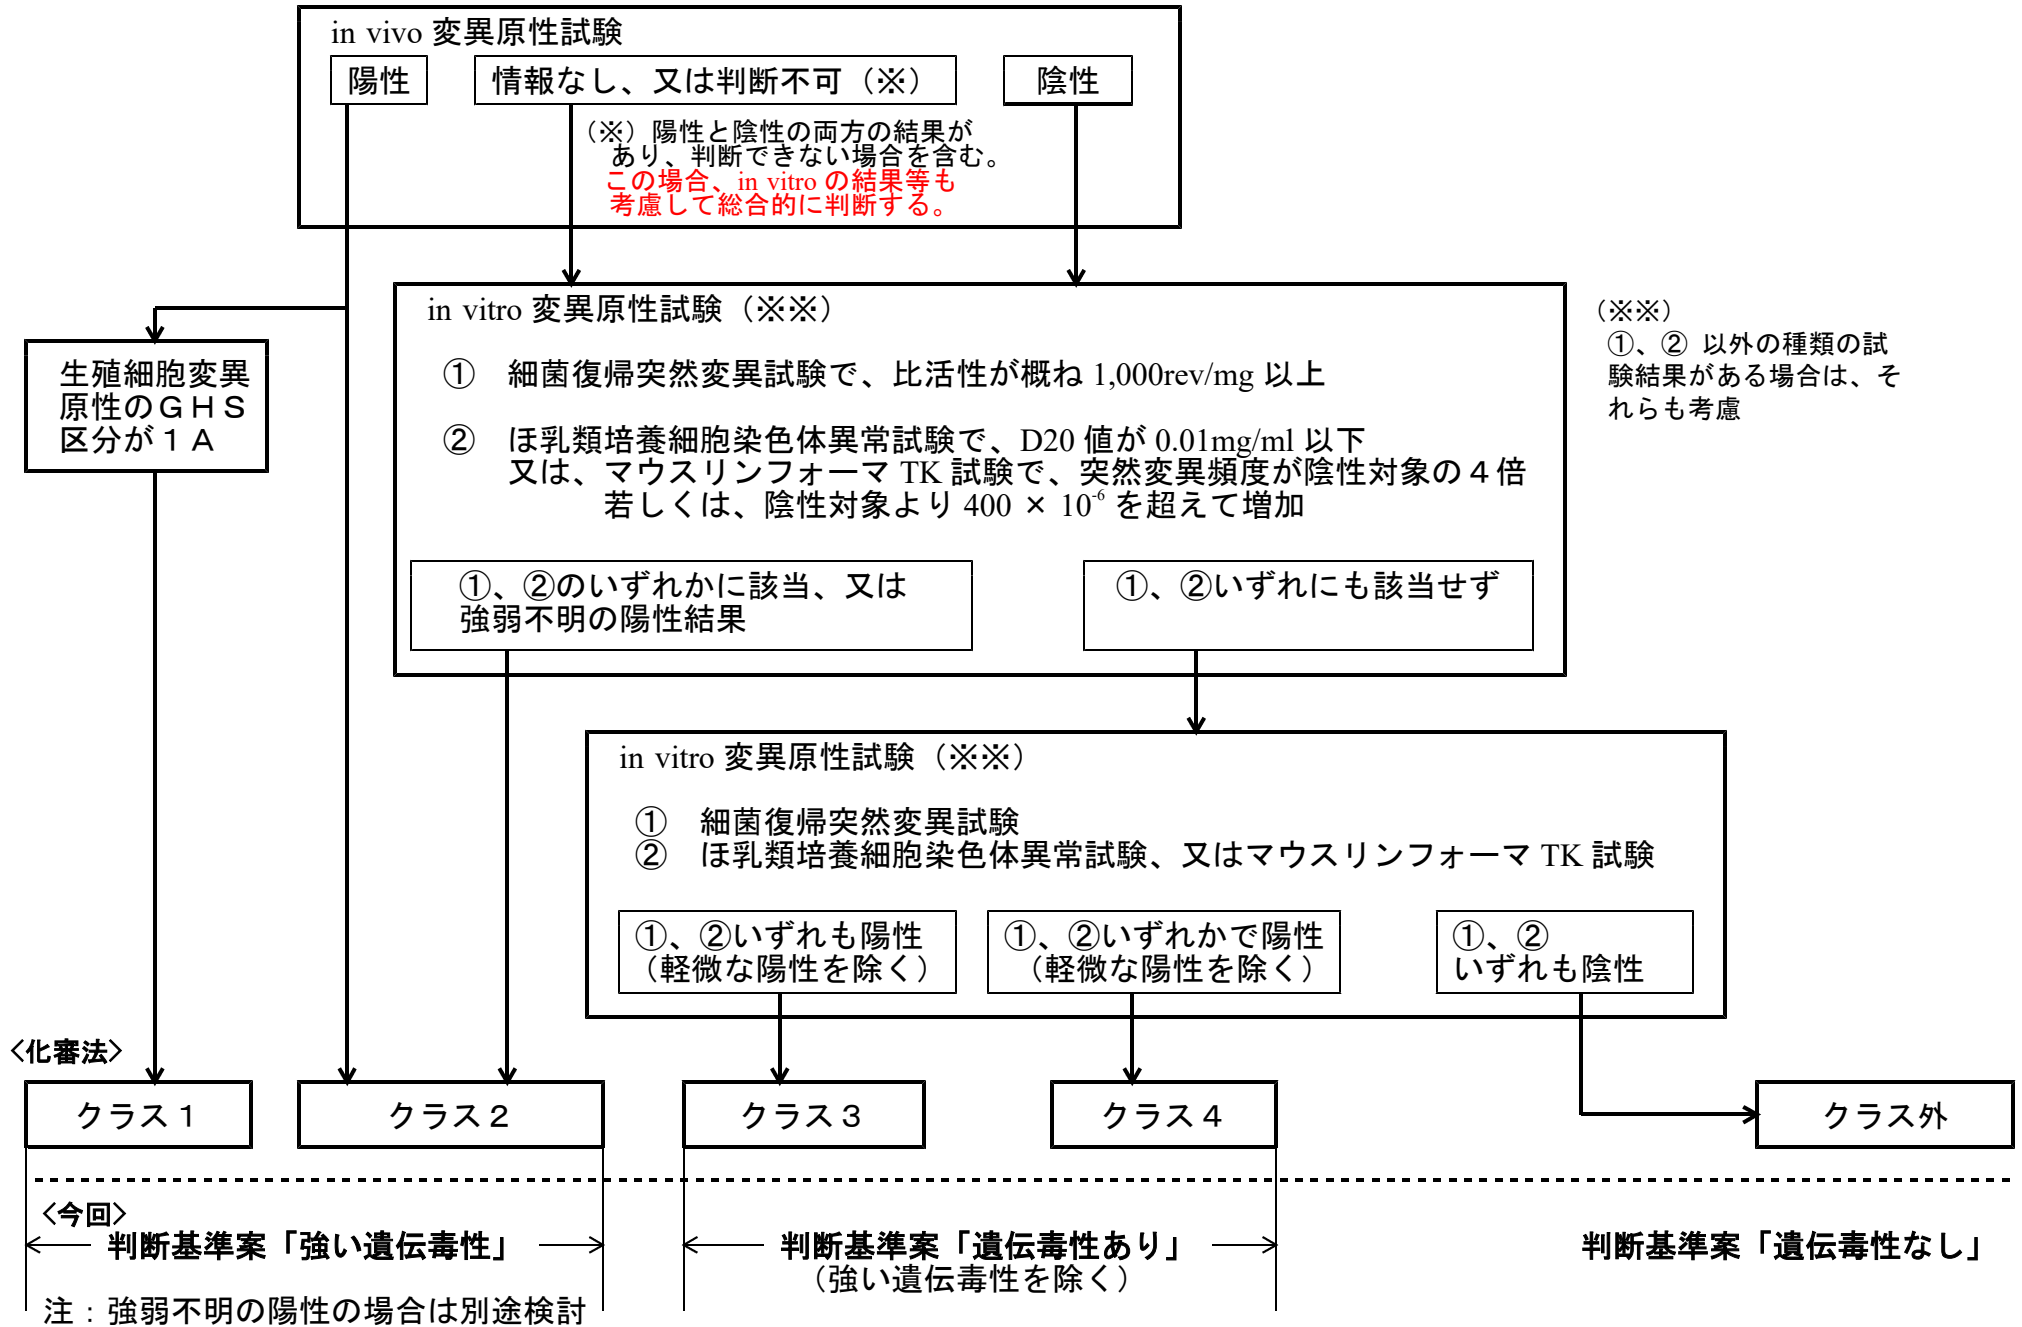 in vivo 変異原性試験
陽性
情報なし、又は判断不可（※）
陰性
（※）陽性と陰性の両方の結果が
あり、判断できない場合を含む。
この場合、in vitro の結果等も
考慮して総合的に判断する。
in vitro 変異原性試験（※※）
① 細菌復帰突然変異試験で、比活性が概ね 1,000rev/mg 以上
② ほ乳類培養細胞染色体異常試験で、D20 値が 0.01mg/ml 以下
又は、マウスリンフォーマ TK 試験で、突然変異頻度が陰性対象の４倍
若しくは、陰性対象より 400 × 10⁻⁶ を超えて増加
①、②のいずれかに該当、又は
強弱不明の陽性結果
①、②いずれにも該当せず
（※※）
①、② 以外の種類の試
験結果がある場合は、そ
れらも考慮
生殖細胞変異
原性のＧＨＳ
区分が１Ａ
in vitro 変異原性試験（※※）
① 細菌復帰突然変異試験
② ほ乳類培養細胞染色体異常試験、又はマウスリンフォーマ TK 試験
①、②いずれも陽性
（軽微な陽性を除く）
①、②いずれかで陽性
（軽微な陽性を除く）
①、②
いずれも陰性
<化審法>
クラス１
クラス２
クラス３
クラス４
クラス外
<今回>
判断基準案「強い遺伝毒性」
判断基準案「遺伝毒性あり」
（強い遺伝毒性を除く）
判断基準案「遺伝毒性なし」
注：強弱不明の陽性の場合は別途検討